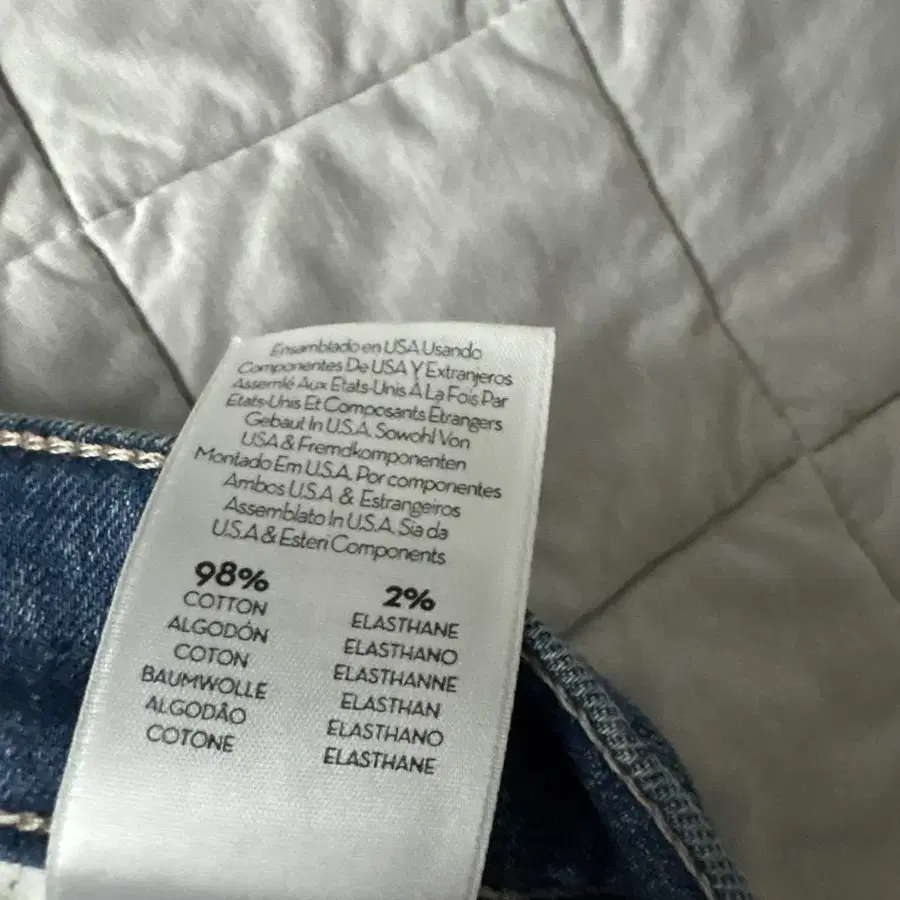 Ensamblado en USA Usando
Componentes De USA Y Extranjeros
Assemlé Aux Etats-Unis À La Fois Par
Etats-Unis Et Composants Etrangers
Gebaut In U.S.A. Sowohl Von
USA & Fremdkomponenten
Montado Em U.S.A. Por componentes
Ambos U.S.A & Estrangeiros
Assemblato In U.S.A. Sia da
U.S.A & Esteri Components
98%
COTTON
ALGODÓN
COTON
BAUMWOLLE
ALGODÃO
COTONE
2%
ELASTHANE
ELASTHANO
ELASTHANNE
ELASTHAN
ELASTHANO
ELASTHANE